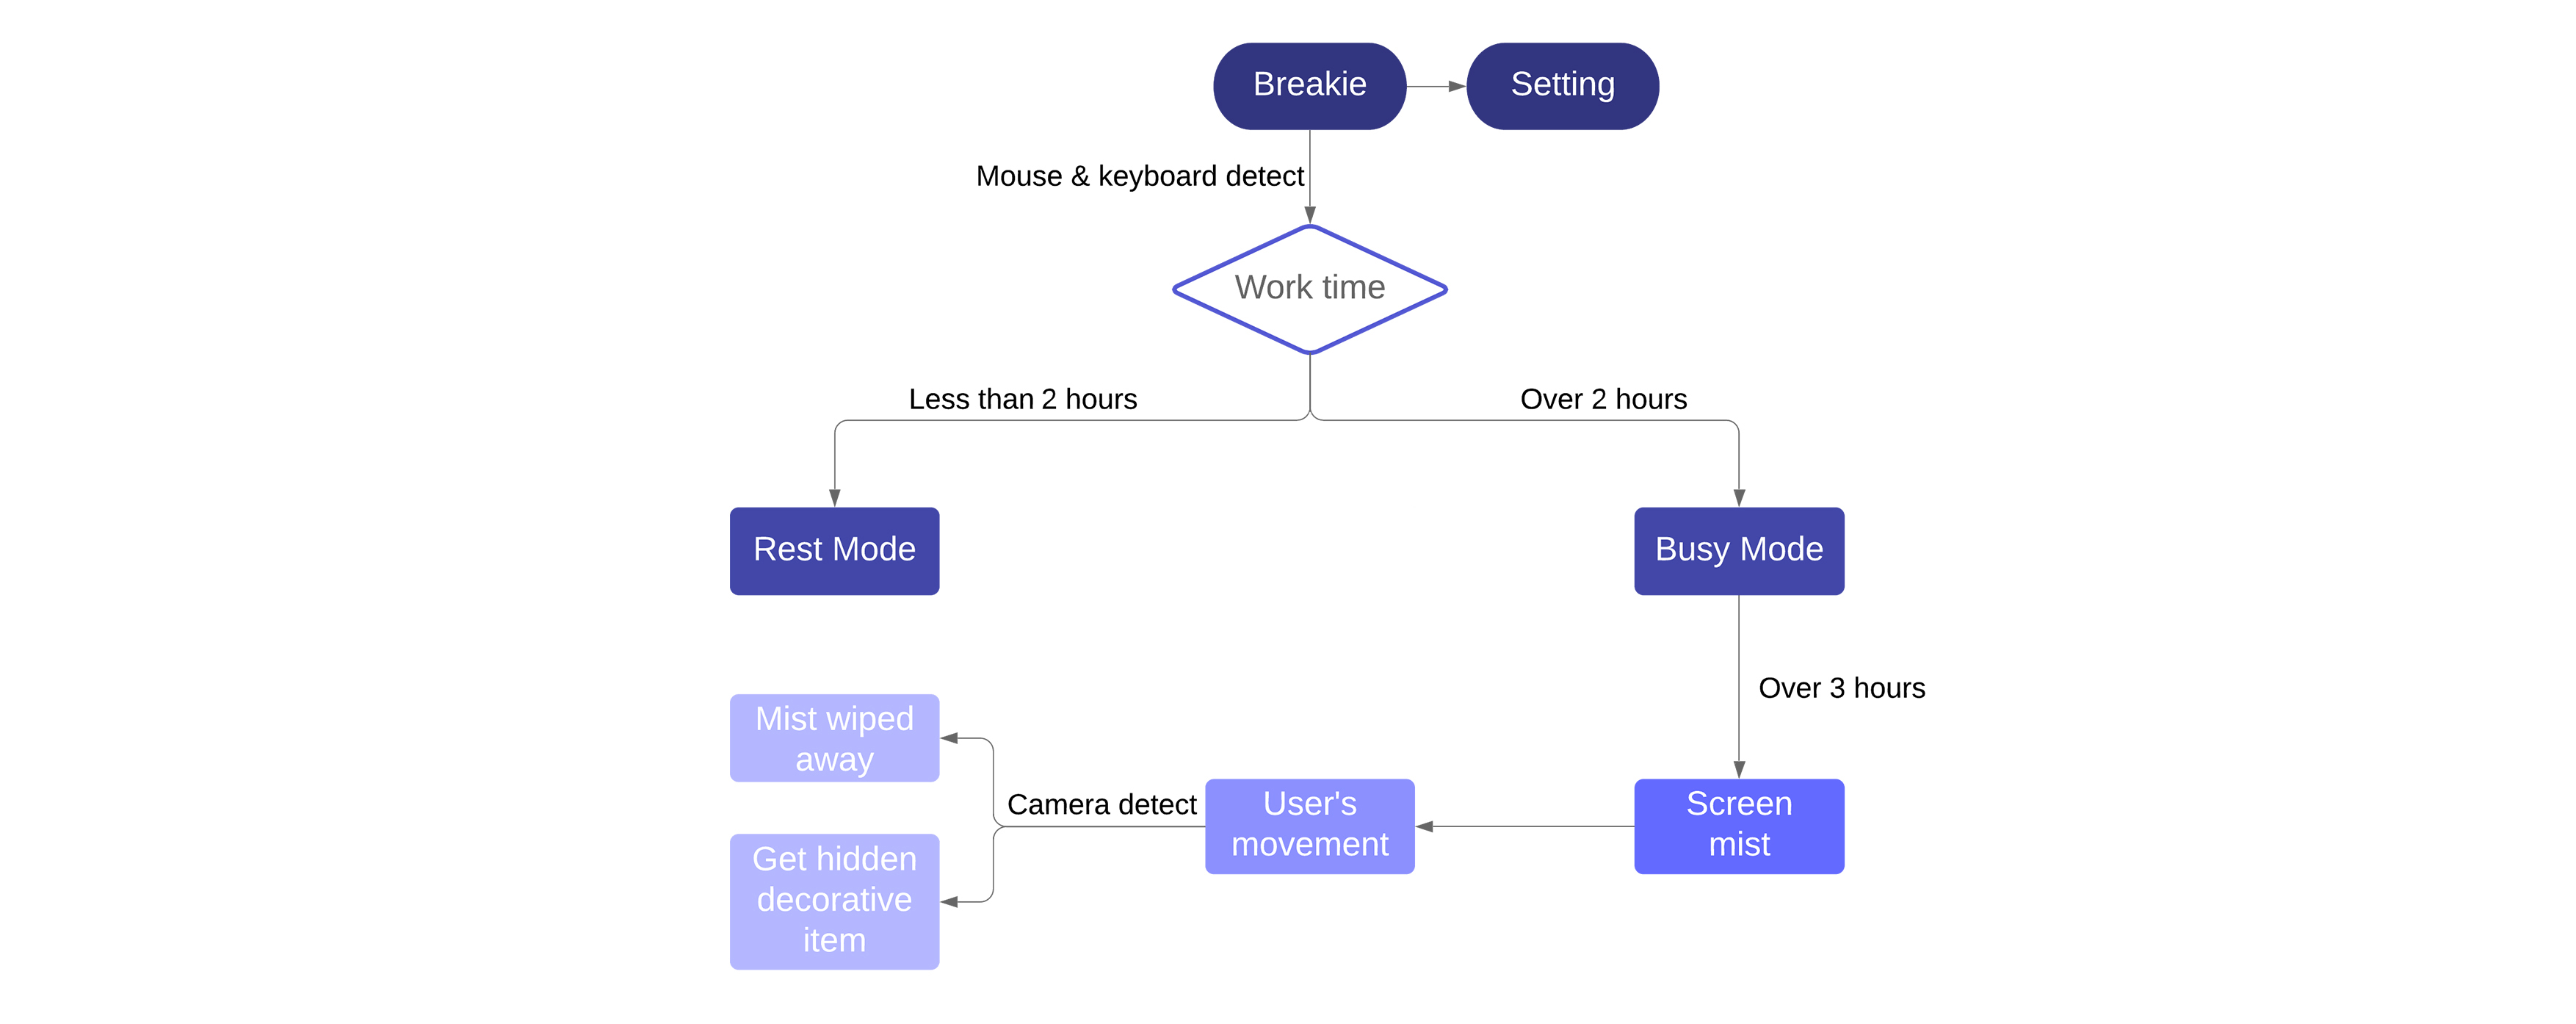 Breakie
Setting
Mouse & keyboard detect
Work time
Less than 2 hours
Over 2 hours
Rest Mode
Busy Mode
Over 3 hours
Mist wiped
away
Camera detect
User's
movement
Screen
mist
Get hidden
decorative
item